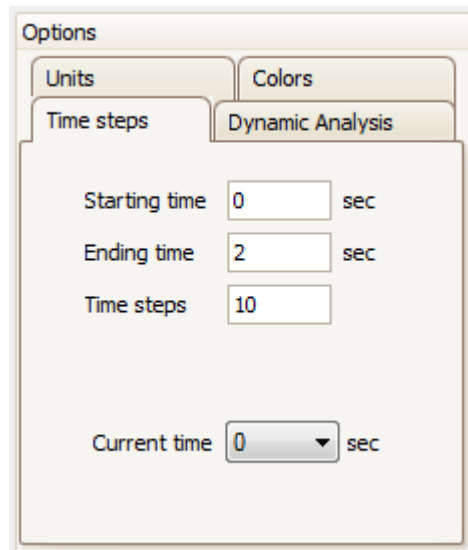 Options
Units Colors
Time steps Dynamic Analysis
Starting time 0 sec
Ending time 2 sec
Time steps 10
Current time 0 sec